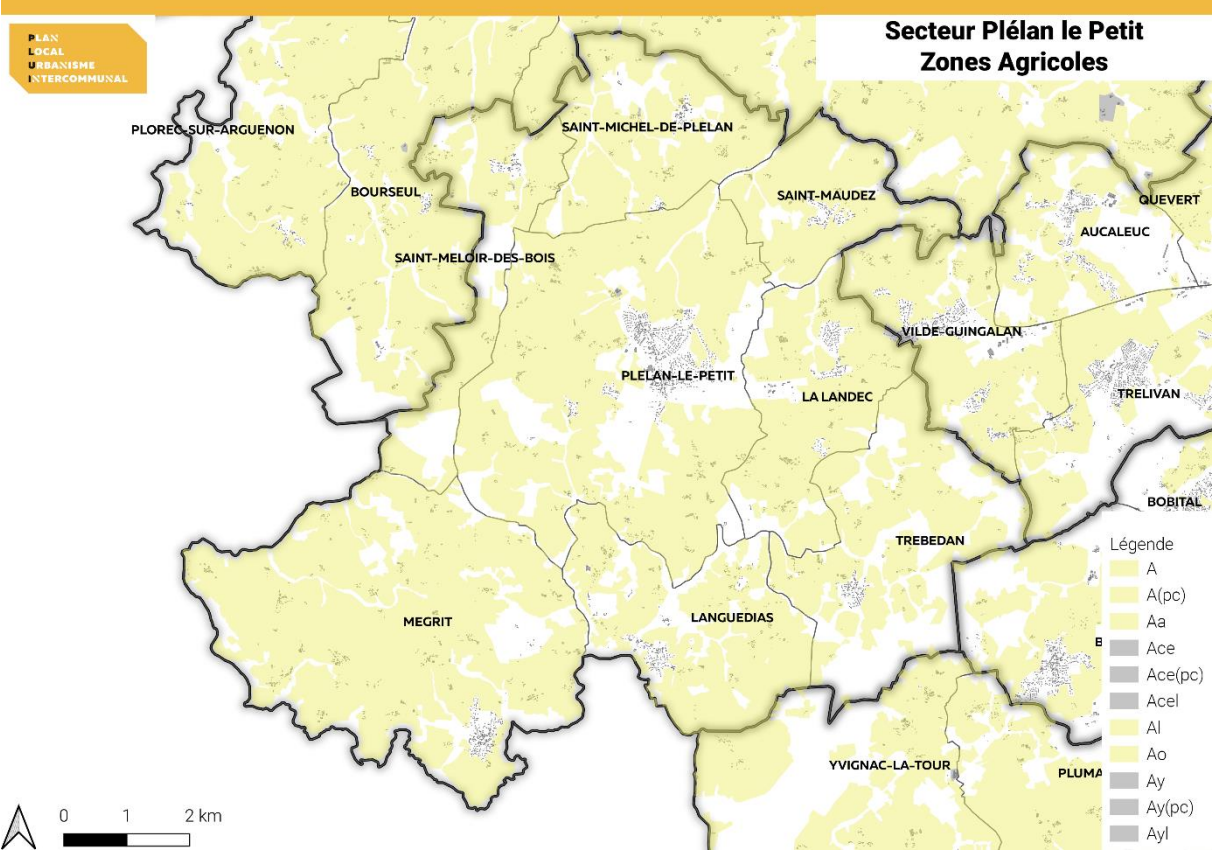 PLAN
LOCAL
URBANISME
INTERCOMMUNAL
Secteur Plélan le Petit
Zones Agricoles
PLOREC-SUR-ARGUENON
SAINT-MICHEL-DE-PLELAN
BOURSEUL
SAINT-MAUDEZ
QUEVERT
AUCALEUC
SAINT-MELOIR-DES-BOIS
VILDE-GUINGALAN
PLELAN-LE-PETIT
LA LANDEC
TRELIVAN
BOBITAL
TREBEDAN
MEGRIT
LANGUEDIAS
B
YVIGNAC-LA-TOUR
PLUMA
Légende
A
A(pc)
Aa
Ace
Ace(pc)
Acel
Al
Ao
Ay
Ay(pc)
Ayl
0 1 2 km